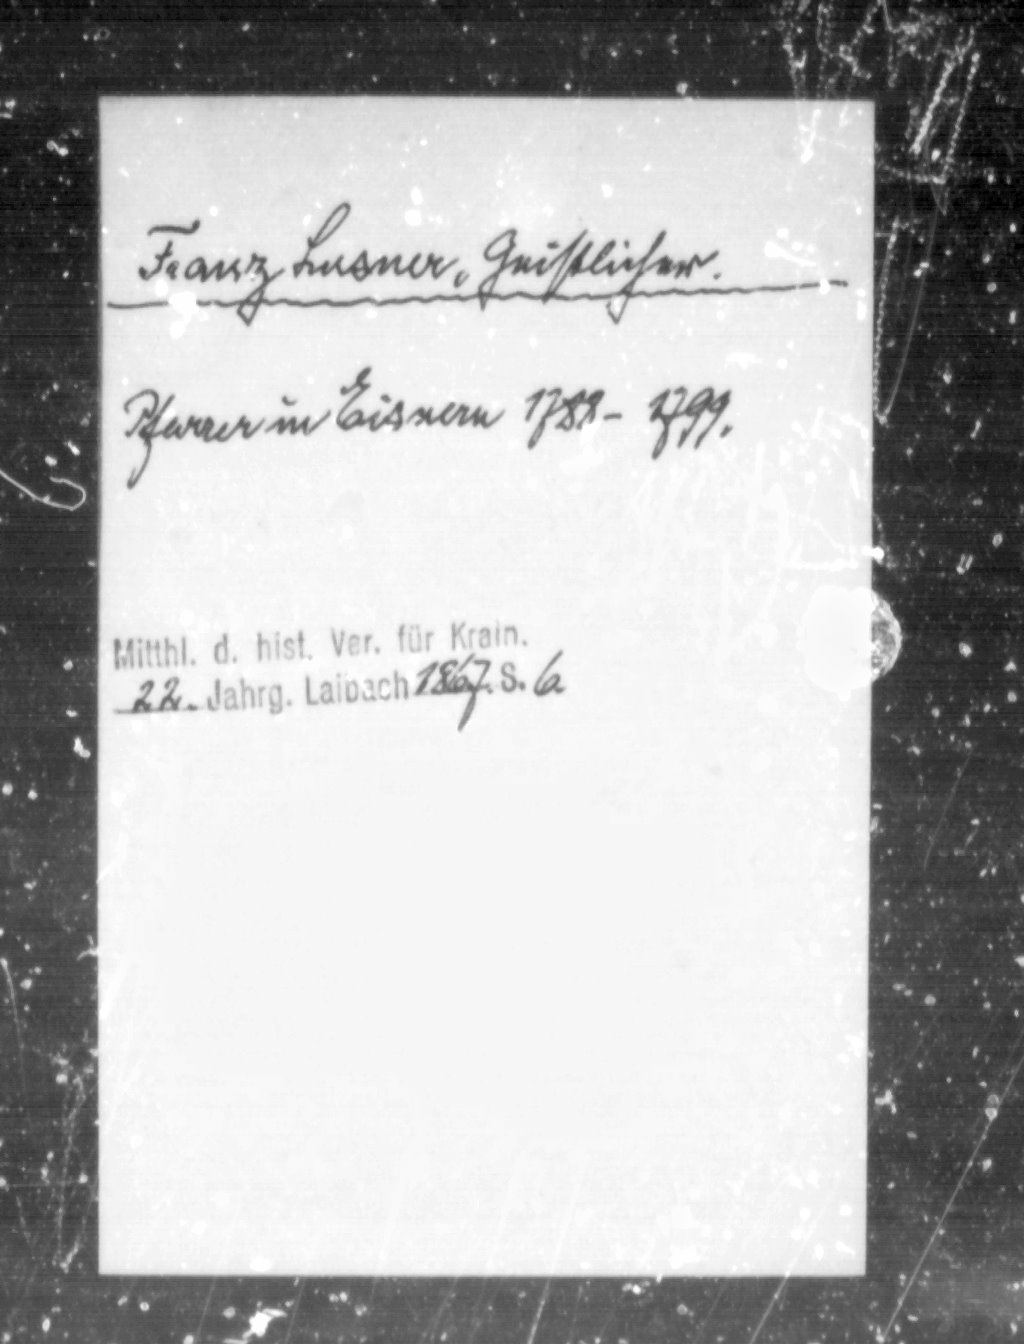 Franz Lusner, Geistlicher.
Pfarrer in Eisnern 1788 - 1799.
Mitthl. d. hist. Ver. für Krain.
22. Jahrg. Laibach 1867. S. 6